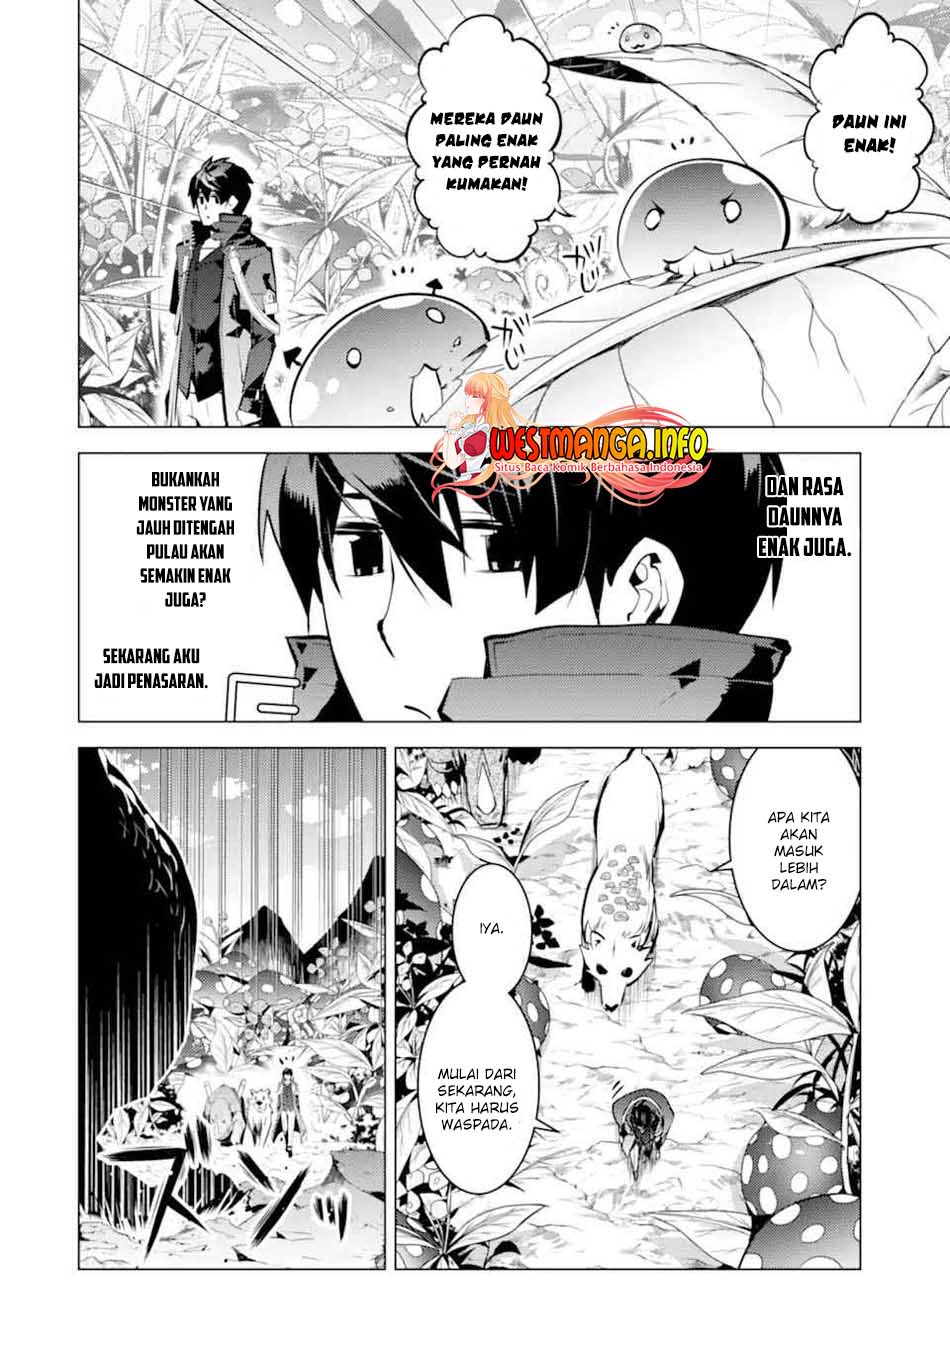 DAUN INI
ENAK!
MEREKA DAUN
PALING ENAK
YANG PERNAH
KUMAKAN!
WESTMANGA.INFO
Situs Baca Komik Berbahasa Indonesia
DAN RASA
DAUNNYA
ENAK JUGA.
BUKANKAH
MONSTER YANG
JAUH DITENGAH
PULAU AKAN
SEMAKIN ENAK
JUGA?
SEKARANG AKU
JADI PENASARAN.
APA KITA
AKAN
MASUK
LEBIH
DALAM?
IYA.
MULAI DARI
SEKARANG,
KITA HARUS
WASPADA.